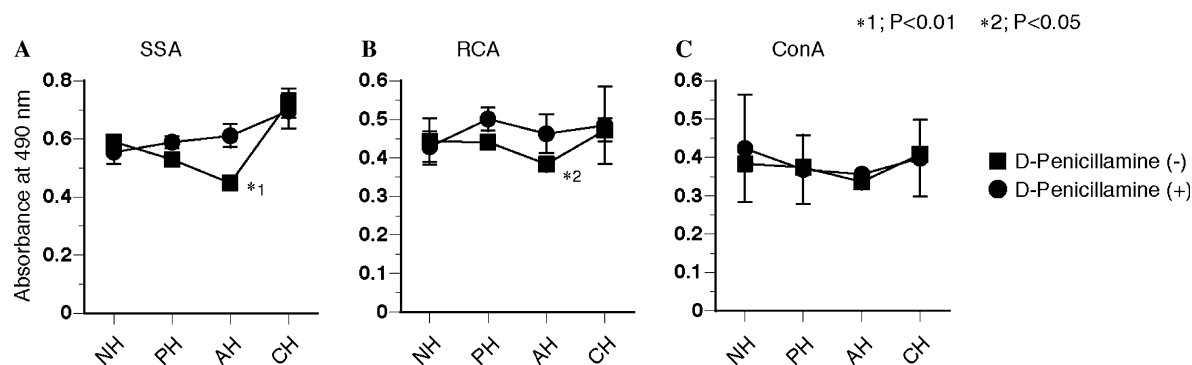 *1; P<0.01 *2; P<0.05
A SSA
B RCA
C ConA
Absorbance at 490 nm
0.8
0.6
0.4
0.2
0
NH PH AH CH
*1
0.6
0.5
0.4
0.3
0.2
0.1
0
NH PH AH CH
*2
0.6
0.5
0.4
0.3
0.2
0.1
0
NH PH AH CH
D-Penicillamine (-)
D-Penicillamine (+)